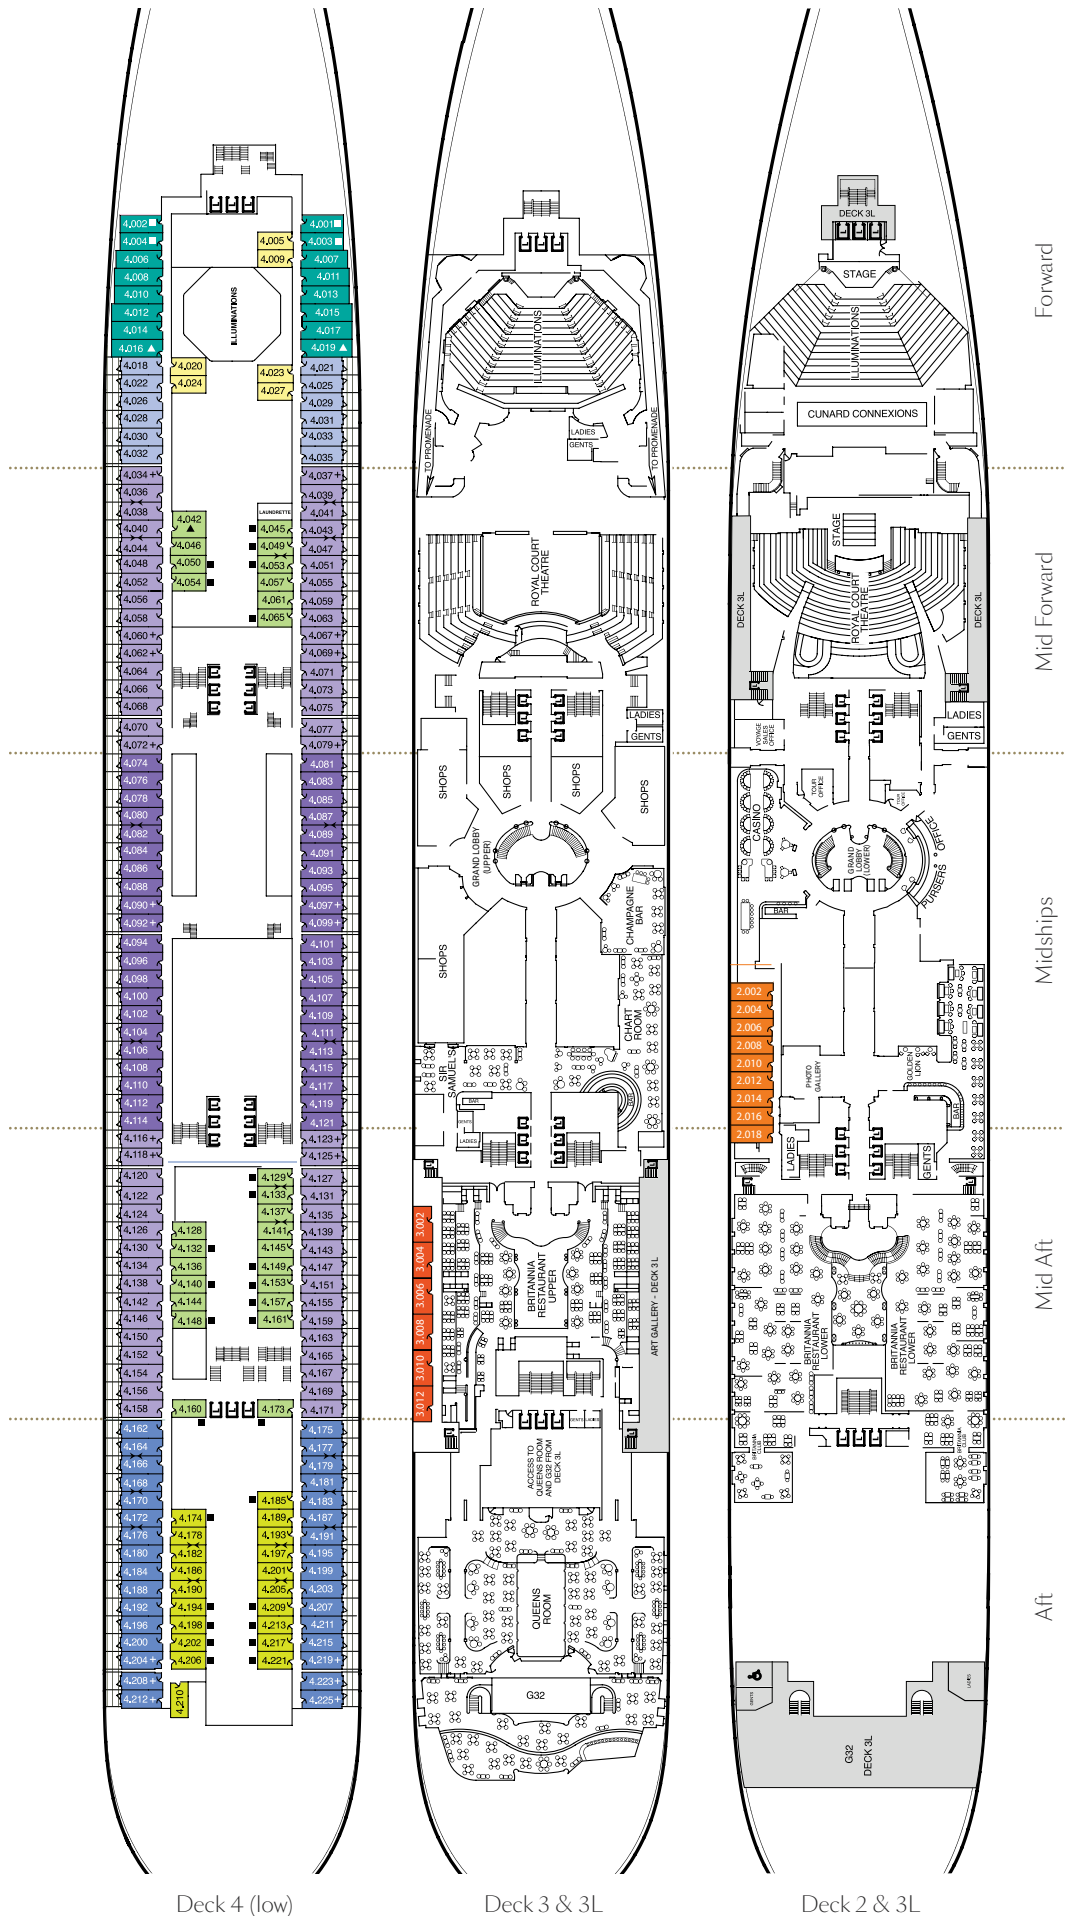 4.002
4.004
4.006
4.008
4.010
4.012
4.014
4.016
4.018
4.022
4.026
4.028
4.030
4.032
4.034+
4.036
4.038
4.040
4.044
4.048
4.052
4.056
4.058
4.060+
4.062+
4.064
4.066
4.068
4.070
4.072+
4.074
4.076
4.078
4.080
4.082
4.084
4.086
4.088
4.090+
4.092+
4.094
4.096
4.098
4.100
4.102
4.104
4.106
4.108
4.110
4.112
4.114
4.116+
4.118+
4.120
4.122
4.124
4.126
4.130
4.134
4.138
4.142
4.146
4.150
4.152
4.154
4.156
4.158
4.162
4.164
4.166
4.168
4.170
4.172
4.176
4.180
4.184
4.188
4.192
4.196
4.200
4.204+
4.208+
4.212+
4.020
4.024
4.042
4.046
4.050
4.054
4.128
4.132
4.136
4.140
4.144
4.148
4.160
4.174
4.178
4.182
4.186
4.190
4.194
4.198
4.202
4.206
4.210
ILLUMINATIONS
4.005
4.009
4.023
4.027
LAUNDRETTE
4.045
4.049
4.053
4.057
4.061
4.065
4.129
4.133
4.137
4.141
4.145
4.149
4.153
4.157
4.161
4.173
4.185
4.189
4.193
4.197
4.201
4.205
4.209
4.213
4.217
4.221
4.001
4.003
4.007
4.011
4.013
4.015
4.017
4.019
4.021
4.025
4.029
4.031
4.033
4.035
4.037+
4.039
4.041
4.043
4.047
4.051
4.055
4.059
4.063
4.067+
4.069+
4.071
4.073
4.075
4.077
4.079+
4.081
4.083
4.085
4.087
4.089
4.091
4.093
4.095
4.097+
4.099+
4.101
4.103
4.105
4.107
4.109
4.111
4.113
4.115
4.117
4.119
4.121
4.123+
4.125+
4.127
4.131
4.135
4.139
4.143
4.147
4.151
4.155
4.159
4.163
4.165
4.167
4.169
4.171
4.175
4.177
4.179
4.181
4.183
4.187
4.191
4.195
4.199
4.203
4.207
4.211
4.215
4.219+
4.223+
4.225+
Deck 4 (low)
ILLUMINATIONS
LADIES
GENTS
TO PROMENADE
TO PROMENADE
ROYAL COURT
THEATRE
LADIES
GENTS
SHOPS
SHOPS
SHOPS
SHOPS
GRAND LOBBY
(UPPER)
CHAMPAGNE
BAR
SHOPS
CHART
ROOM
SIR
SAMUEL'S
BAR
GENTS
LADIES
BAR
3.002
3.004
3.006
3.008
3.010
3.012
BRITANNIA
RESTAURANT
UPPER
ART GALLERY - DECK 3L
GENTS
LADIES
ACCESS TO
QUEENS ROOM
AND G32 FROM
DECK 3L
QUEENS
ROOM
G32
Deck 3 & 3L
DECK 3L
STAGE
ILLUMINATIONS
CUNARD CONNEXIONS
STAGE
ROYAL COURT
THEATRE
DECK 3L
DECK 3L
VOYAGE
SALES
OFFICE
LADIES
GENTS
TOUR
OFFICE
TOUR
OFFICE
CASINO
GRAND
LOBBY
(LOWER)
PURSERS OFFICE
BAR
2.002
2.004
2.006
2.008
2.010
2.012
2.014
2.016
2.018
PHOTO
GALLERY
GOLDEN
LION
BAR
LADIES
GENTS
BRITANNIA
RESTAURANT
LOWER
BRITANNIA
RESTAURANT
LOWER
BRITANNIA
CLUB
BRITANNIA
CLUB
GENTS
LADIES
G32
DECK 3L
Deck 2 & 3L
Forward
Mid Forward
Midships
Mid Aft
Aft